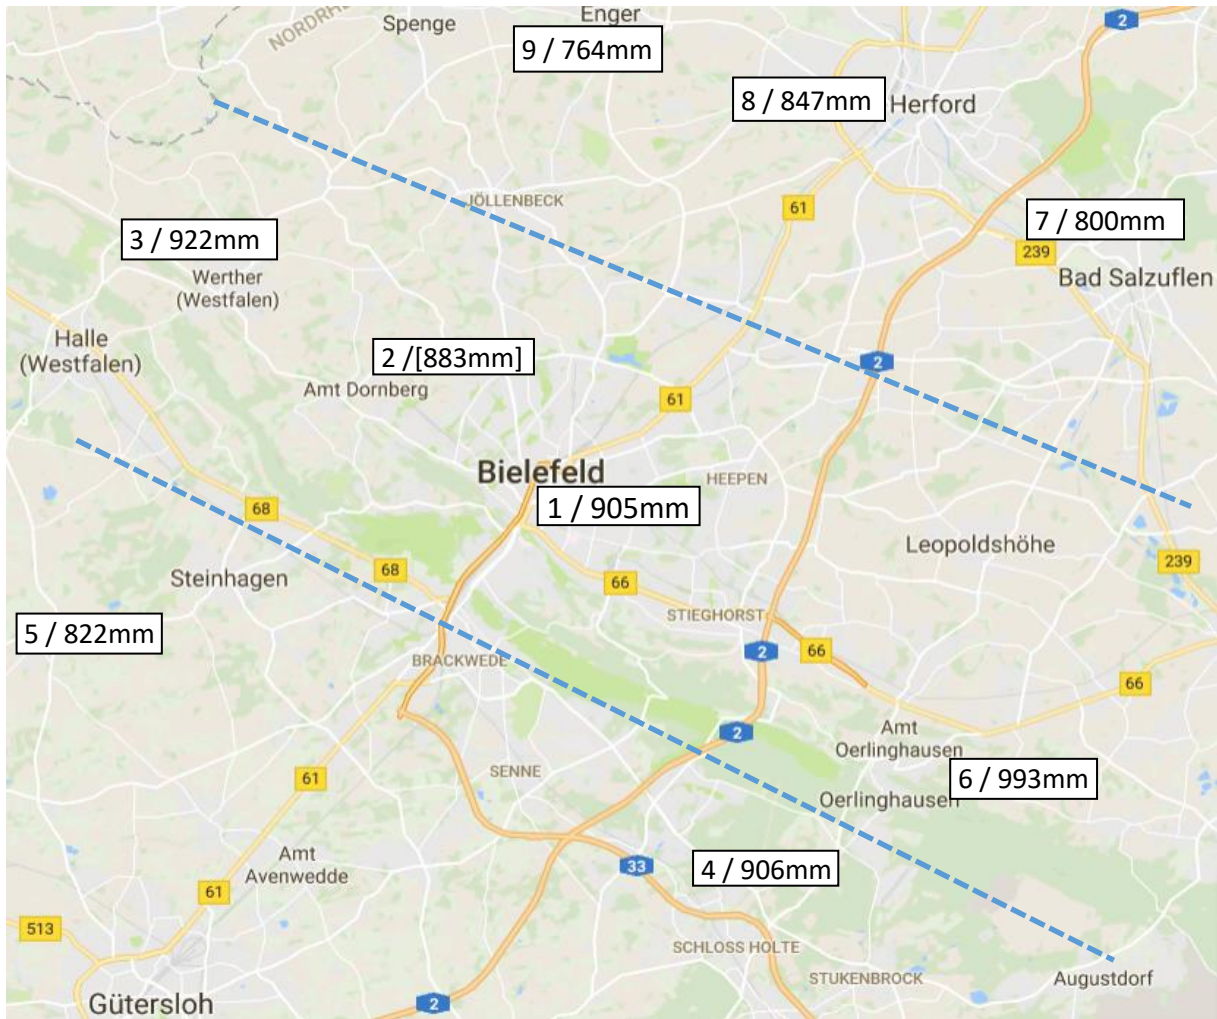 Enger
Spenge
NORDRHE
2
9 / 764mm
8 / 847mm
Herford
JÖLLENBECK
61
3 / 922mm
7 / 800mm
239
Werther
(Westfalen)
Bad Salzuflen
Halle
(Westfalen)
2 /[883mm]
2
Amt Dornberg
61
Bielefeld
HEEPEN
1 / 905mm
68
Leopoldshöhe
68
Steinhagen
66
239
STIEGHORST
5 / 822mm
2
66
BRACKWEDE
66
2
Amt
Oerlinghausen
SENNE
61
6 / 993mm
Oerlinghausen
Amt
Avenwedde
33
4 / 906mm
61
513
SCHLOSS HOLTE
STUKENBROCK
Augustdorf
Gütersloh
2